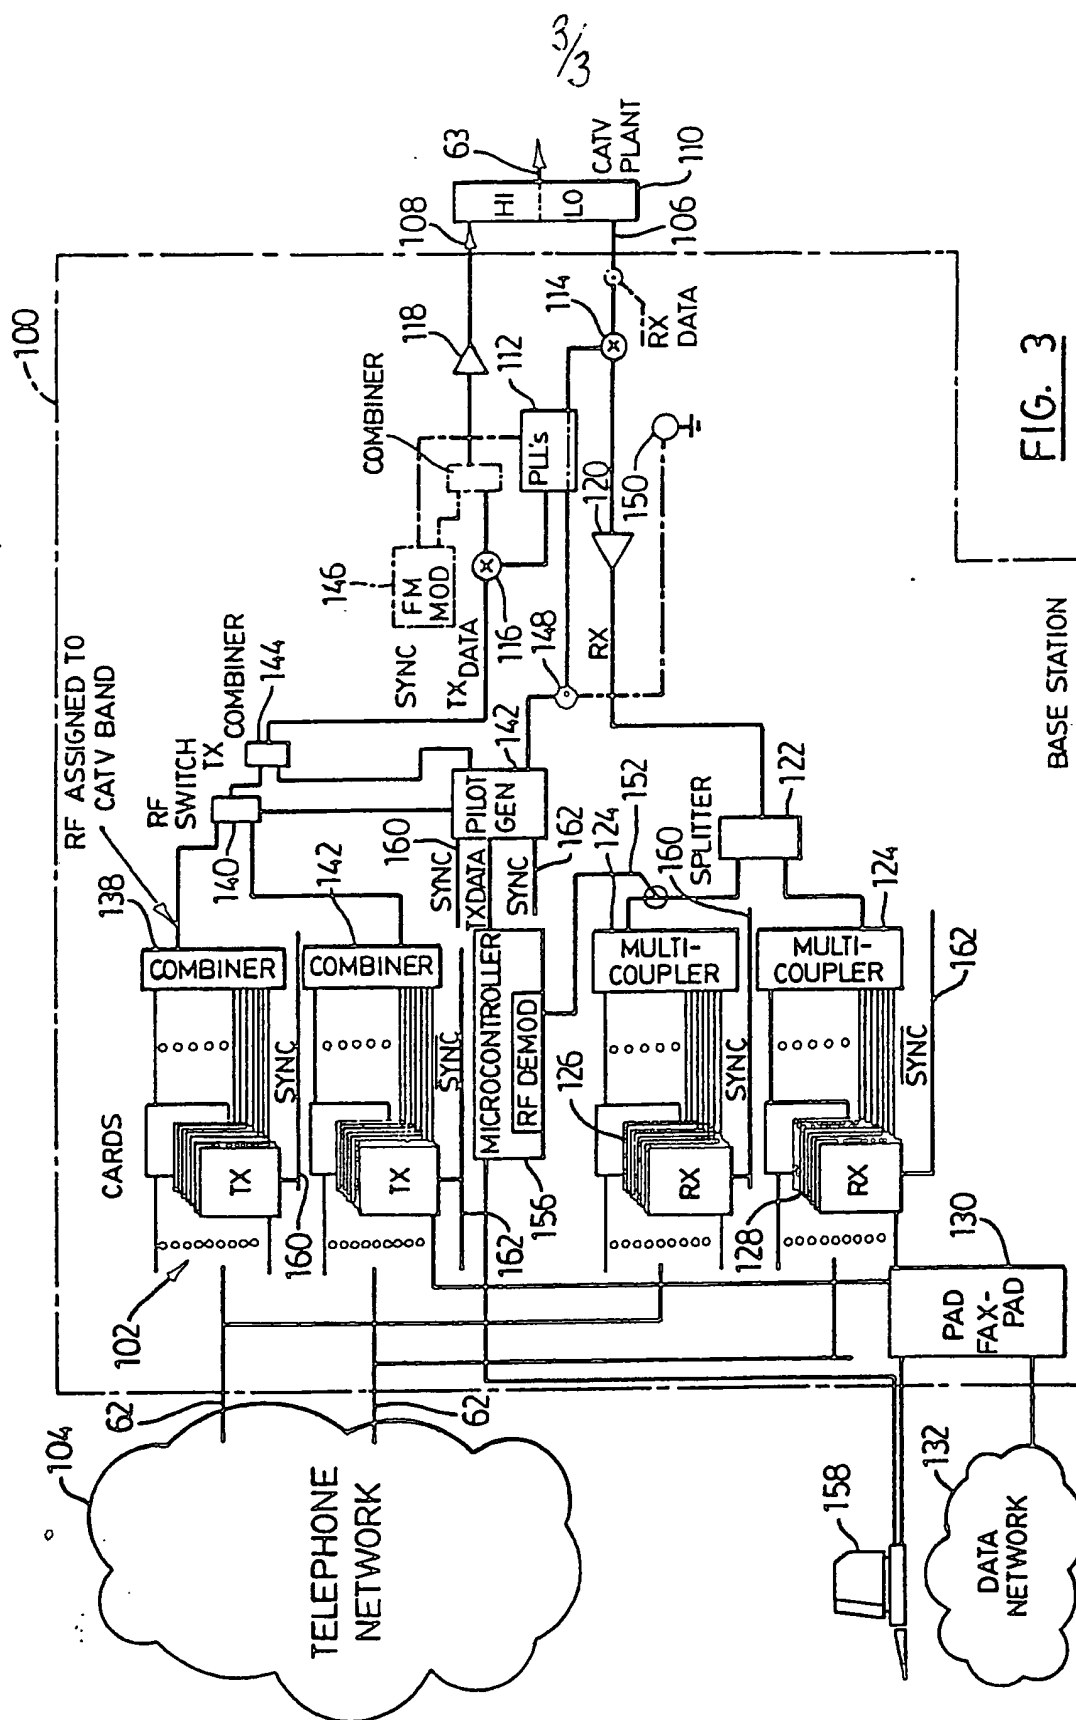 3/3
100
RF ASSIGNED TO
CATV BAND
RF
SWITCH
TX
COMBINER
144
138
140
COMBINER
COMBINER
142
CARDS
TX
TX
SYNC
SYNC
160
162
102
SYNC
TX DATA
146
FM
MOD
COMBINER
118
108
63
HI
LO
CATV
PLANT
110
106
112
PLL's
114
RX
DATA
116
148
120
150
RX
PILOT
GEN
142
160
SYNC
TXDATA
SYNC
162
152
124
SPLITTER
122
160
124
MICROCONTROLLER
RF DEMOD
156
MULTI-
COUPLER
MULTI-
COUPLER
126
RX
SYNC
128
RX
SYNC
162
130
PAD
FAX-
PAD
62
62
104
TELEPHONE
NETWORK
158
132
DATA
NETWORK
BASE STATION
FIG. 3